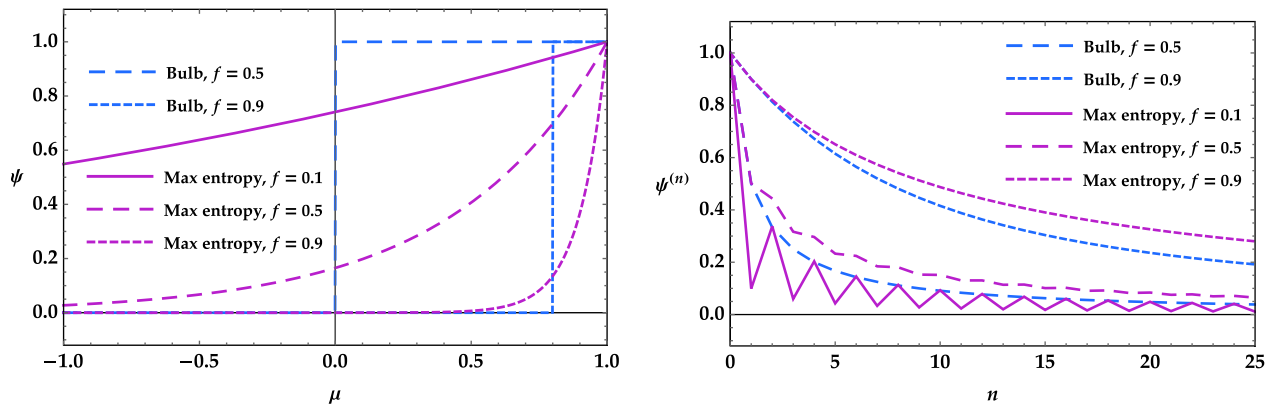 1.0
0.8
0.6
0.4
0.2
0.0
ψ
Bulb, f = 0.5
Bulb, f = 0.9
Max entropy, f = 0.1
Max entropy, f = 0.5
Max entropy, f = 0.9
−1.0 −0.5 0.0 0.5 1.0
μ
1.0
0.8
0.6
0.4
0.2
0.0
ψ(n)
Bulb, f = 0.5
Bulb, f = 0.9
Max entropy, f = 0.1
Max entropy, f = 0.5
Max entropy, f = 0.9
0 5 10 15 20 25
n